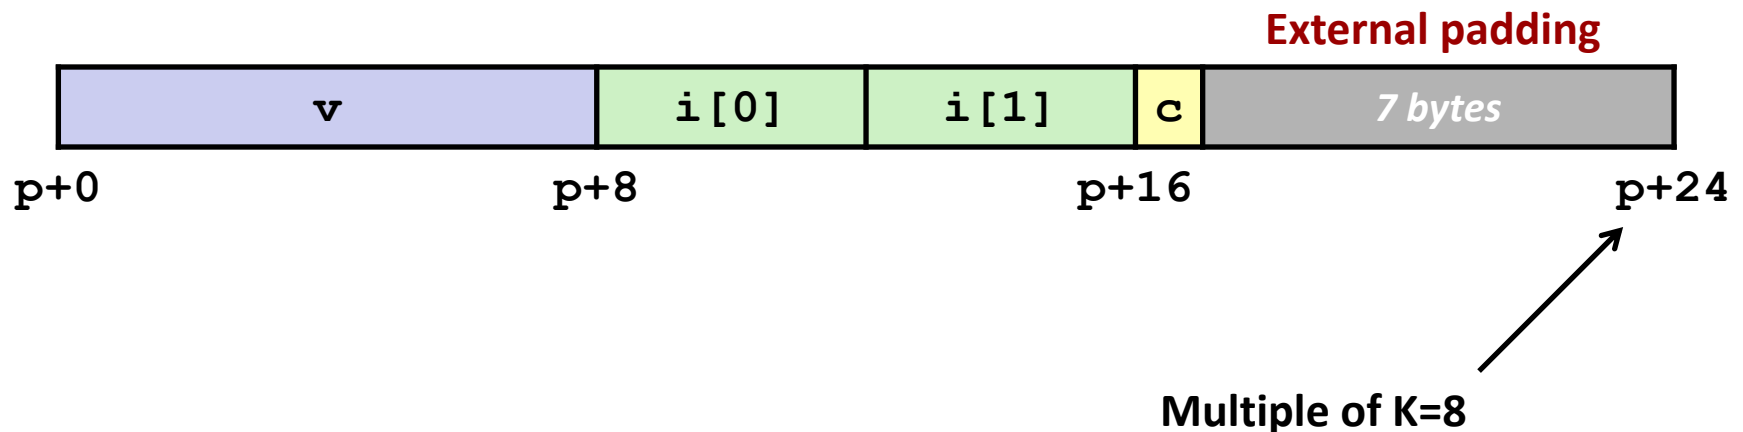 External padding
v i[0] i[1] c 7 bytes
p+0 p+8 p+16 p+24
Multiple of K=8